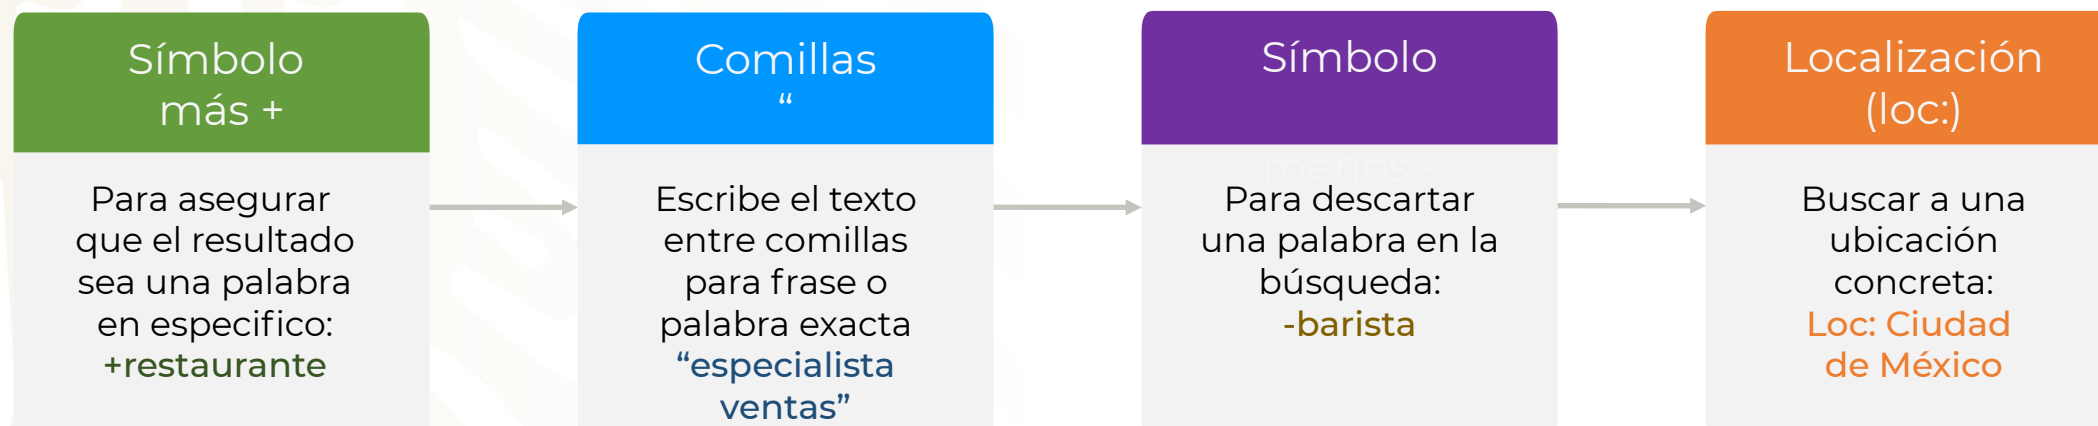 Símbolo
más +
Para asegurar
que el resultado
sea una palabra
en especifico:
+restaurante
Comillas
“
Escribe el texto
entre comillas
para frase o
palabra exacta
“especialista
ventas”
Símbolo
menos -
Para descartar
una palabra en la
búsqueda:
-barista
Localización
(loc:)
Buscar a una
ubicación
concreta:
Loc: Ciudad
de México